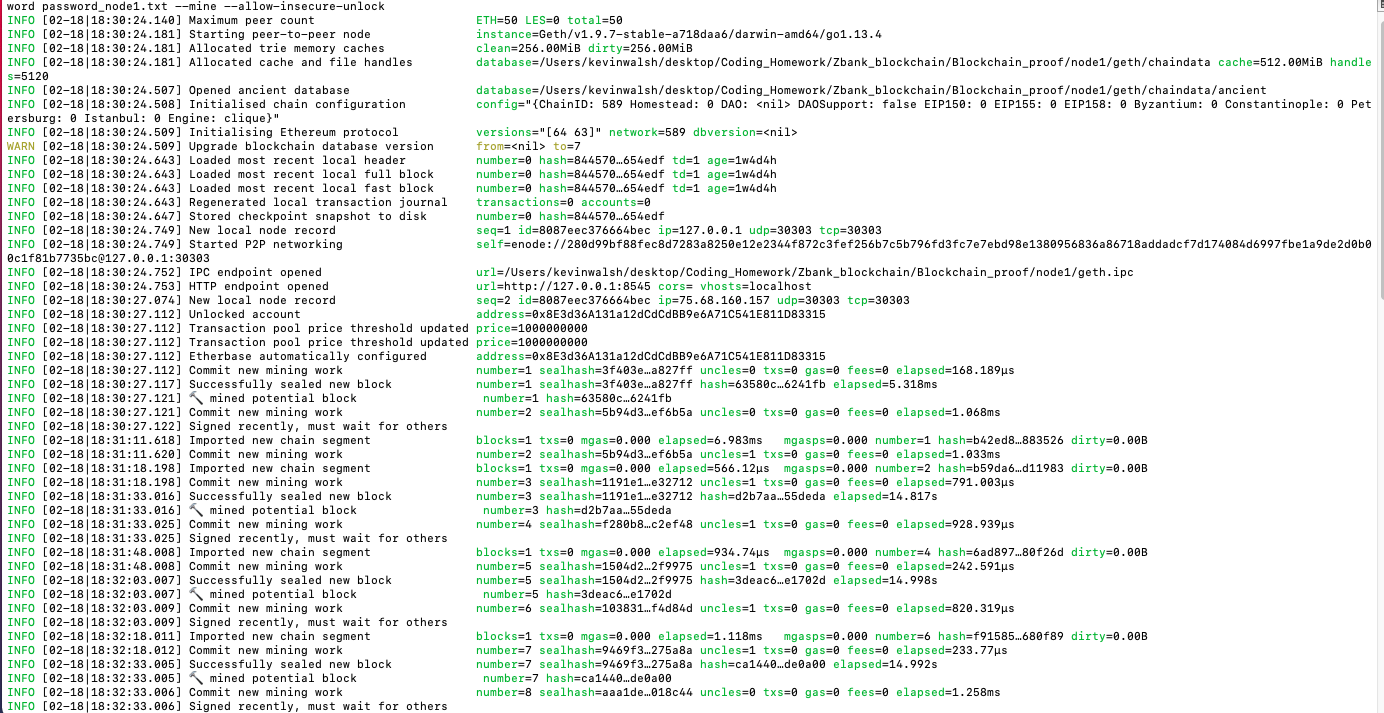 word password_node1.txt --mine --allow-insecure-unlock
INFO [02-18|18:30:24.140] Maximum peer count ETH=50 LES=0 total=50
INFO [02-18|18:30:24.181] Starting peer-to-peer node instance=Geth/v1.9.7-stable-a718daa6/darwin-amd64/go1.13.4
INFO [02-18|18:30:24.181] Allocated trie memory caches clean=256.00MiB dirty=256.00MiB
INFO [02-18|18:30:24.181] Allocated cache and file handles database=/Users/kevinwalsh/desktop/Coding_Homework/Zbank_blockchain/Blockchain_proof/node1/geth/chaindata cache=512.00MiB handle
s=5120
INFO [02-18|18:30:24.507] Opened ancient database database=/Users/kevinwalsh/desktop/Coding_Homework/Zbank_blockchain/Blockchain_proof/node1/geth/chaindata/ancient
INFO [02-18|18:30:24.508] Initialised chain configuration config="{ChainID: 589 Homestead: 0 DAO: <nil> DAOSupport: false EIP150: 0 EIP155: 0 EIP158: 0 Byzantium: 0 Constantinople: 0 Pet
ersburg: 0 Istanbul: 0 Engine: clique}"
INFO [02-18|18:30:24.509] Initialising Ethereum protocol versions="[64 63]" network=589 dbversion=<nil>
WARN [02-18|18:30:24.509] Upgrade blockchain database version from=<nil> to=7
INFO [02-18|18:30:24.643] Loaded most recent local header number=0 hash=844570…654edf td=1 age=1w4d4h
INFO [02-18|18:30:24.643] Loaded most recent local full block number=0 hash=844570…654edf td=1 age=1w4d4h
INFO [02-18|18:30:24.643] Loaded most recent local fast block number=0 hash=844570…654edf td=1 age=1w4d4h
INFO [02-18|18:30:24.643] Regenerated local transaction journal transactions=0 accounts=0
INFO [02-18|18:30:24.647] Stored checkpoint snapshot to disk number=0 hash=844570…654edf
INFO [02-18|18:30:24.749] New local node record seq=1 id=8087eec376664bec ip=127.0.0.1 udp=30303 tcp=30303
INFO [02-18|18:30:24.749] Started P2P networking self=enode://280d99bf88fec8d7283a8250e12e2344f872c3fef256b7c5b796fd3fc7e7ebd98e1380956836a86718addadcf7d174084d6997fbe1a9de2d0b0
0c1f81b7735bc@127.0.0.1:30303
INFO [02-18|18:30:24.752] IPC endpoint opened url=/Users/kevinwalsh/desktop/Coding_Homework/Zbank_blockchain/Blockchain_proof/node1/geth.ipc
INFO [02-18|18:30:24.753] HTTP endpoint opened url=http://127.0.0.1:8545 cors= vhosts=localhost
INFO [02-18|18:30:27.074] New local node record seq=2 id=8087eec376664bec ip=75.68.160.157 udp=30303 tcp=30303
INFO [02-18|18:30:27.112] Unlocked account address=0x8E3d36A131a12dCdCdBB9e6A71C541E811D83315
INFO [02-18|18:30:27.112] Transaction pool price threshold updated price=1000000000
INFO [02-18|18:30:27.112] Transaction pool price threshold updated price=1000000000
INFO [02-18|18:30:27.112] Etherbase automatically configured address=0x8E3d36A131a12dCdCdBB9e6A71C541E811D83315
INFO [02-18|18:30:27.112] Commit new mining work number=1 sealhash=3f403e…a827ff uncles=0 txs=0 gas=0 fees=0 elapsed=168.189µs
INFO [02-18|18:30:27.117] Successfully sealed new block number=1 sealhash=3f403e…a827ff hash=63580c…6241fb elapsed=5.318ms
INFO [02-18|18:30:27.121] 🔨 mined potential block number=1 hash=63580c…6241fb
INFO [02-18|18:30:27.121] Commit new mining work number=2 sealhash=5b94d3…ef6b5a uncles=0 txs=0 gas=0 fees=0 elapsed=1.068ms
INFO [02-18|18:30:27.122] Signed recently, must wait for others
INFO [02-18|18:31:11.618] Imported new chain segment blocks=1 txs=0 mgas=0.000 elapsed=6.983ms mgasps=0.000 number=1 hash=b42ed8…883526 dirty=0.00B
INFO [02-18|18:31:11.620] Commit new mining work number=2 sealhash=5b94d3…ef6b5a uncles=0 txs=0 gas=0 fees=0 elapsed=1.033ms
INFO [02-18|18:31:18.198] Imported new chain segment blocks=1 txs=0 mgas=0.000 elapsed=566.12µs mgasps=0.000 number=2 hash=b59da6…d11983 dirty=0.00B
INFO [02-18|18:31:18.198] Commit new mining work number=3 sealhash=1191e1…e32712 uncles=1 txs=0 gas=0 fees=0 elapsed=791.003µs
INFO [02-18|18:31:33.016] Successfully sealed new block number=3 sealhash=1191e1…e32712 hash=d2b7aa…55deda elapsed=14.817s
INFO [02-18|18:31:33.016] 🔨 mined potential block number=3 hash=d2b7aa…55deda
INFO [02-18|18:31:33.025] Commit new mining work number=4 sealhash=f280b8…c2ef48 uncles=1 txs=0 gas=0 fees=0 elapsed=928.939µs
INFO [02-18|18:31:33.025] Signed recently, must wait for others
INFO [02-18|18:31:48.008] Imported new chain segment blocks=1 txs=0 mgas=0.000 elapsed=934.74µs mgasps=0.000 number=4 hash=6ad897…80f26d dirty=0.00B
INFO [02-18|18:31:48.008] Commit new mining work number=5 sealhash=1504d2…2f9975 uncles=1 txs=0 gas=0 fees=0 elapsed=242.591µs
INFO [02-18|18:32:03.007] Successfully sealed new block number=5 sealhash=1504d2…2f9975 hash=3deac6…e1702d elapsed=14.998s
INFO [02-18|18:32:03.007] 🔨 mined potential block number=5 hash=3deac6…e1702d
INFO [02-18|18:32:03.009] Commit new mining work number=6 sealhash=103831…f4d84d uncles=1 txs=0 gas=0 fees=0 elapsed=820.319µs
INFO [02-18|18:32:03.009] Signed recently, must wait for others
INFO [02-18|18:32:18.011] Imported new chain segment blocks=1 txs=0 mgas=0.000 elapsed=1.118ms mgasps=0.000 number=6 hash=f91585…680f89 dirty=0.00B
INFO [02-18|18:32:18.012] Commit new mining work number=7 sealhash=9469f3…275a8a uncles=1 txs=0 gas=0 fees=0 elapsed=233.77µs
INFO [02-18|18:32:33.005] Successfully sealed new block number=7 sealhash=9469f3…275a8a hash=ca1440…de0a00 elapsed=14.992s
INFO [02-18|18:32:33.005] 🔨 mined potential block number=7 hash=ca1440…de0a00
INFO [02-18|18:32:33.006] Commit new mining work number=8 sealhash=aaa1de…018c44 uncles=0 txs=0 gas=0 fees=0 elapsed=1.258ms
INFO [02-18|18:32:33.006] Signed recently, must wait for others